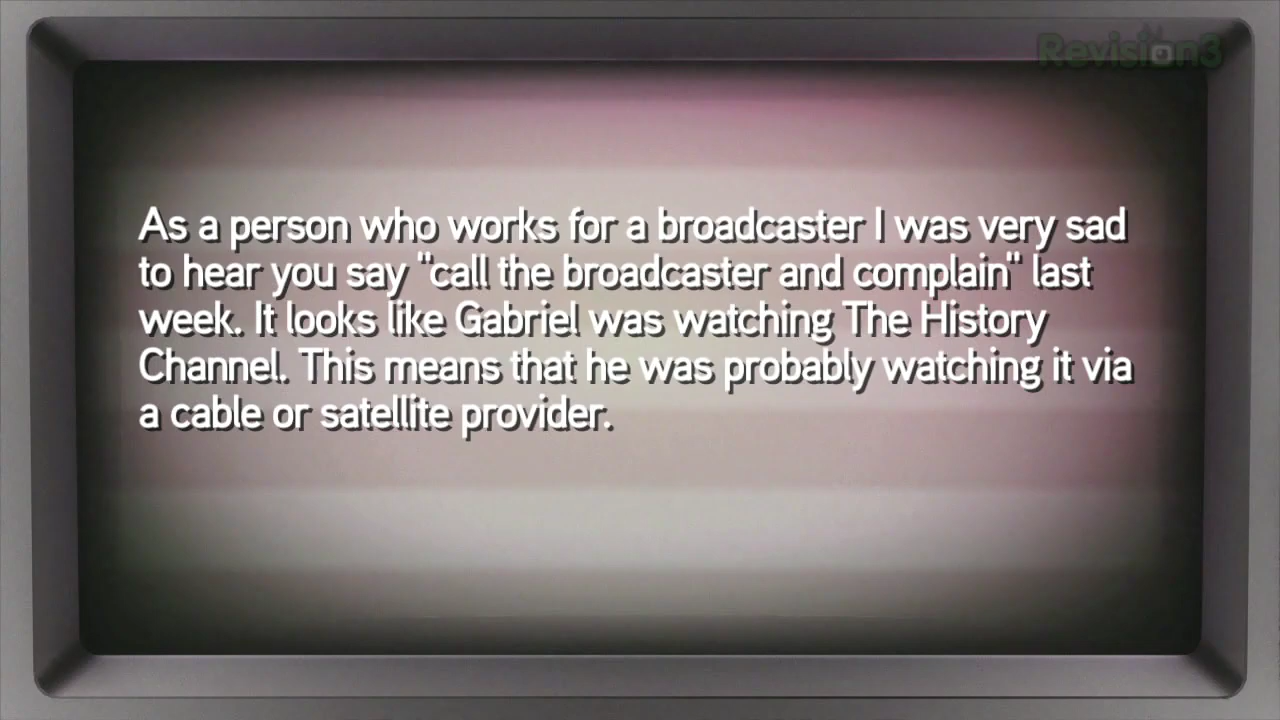 Revision3
As a person who works for a broadcaster I was very sad
to hear you say "call the broadcaster and complain" last
week. It looks like Gabriel was watching The History
Channel. This means that he was probably watching it via
a cable or satellite provider.